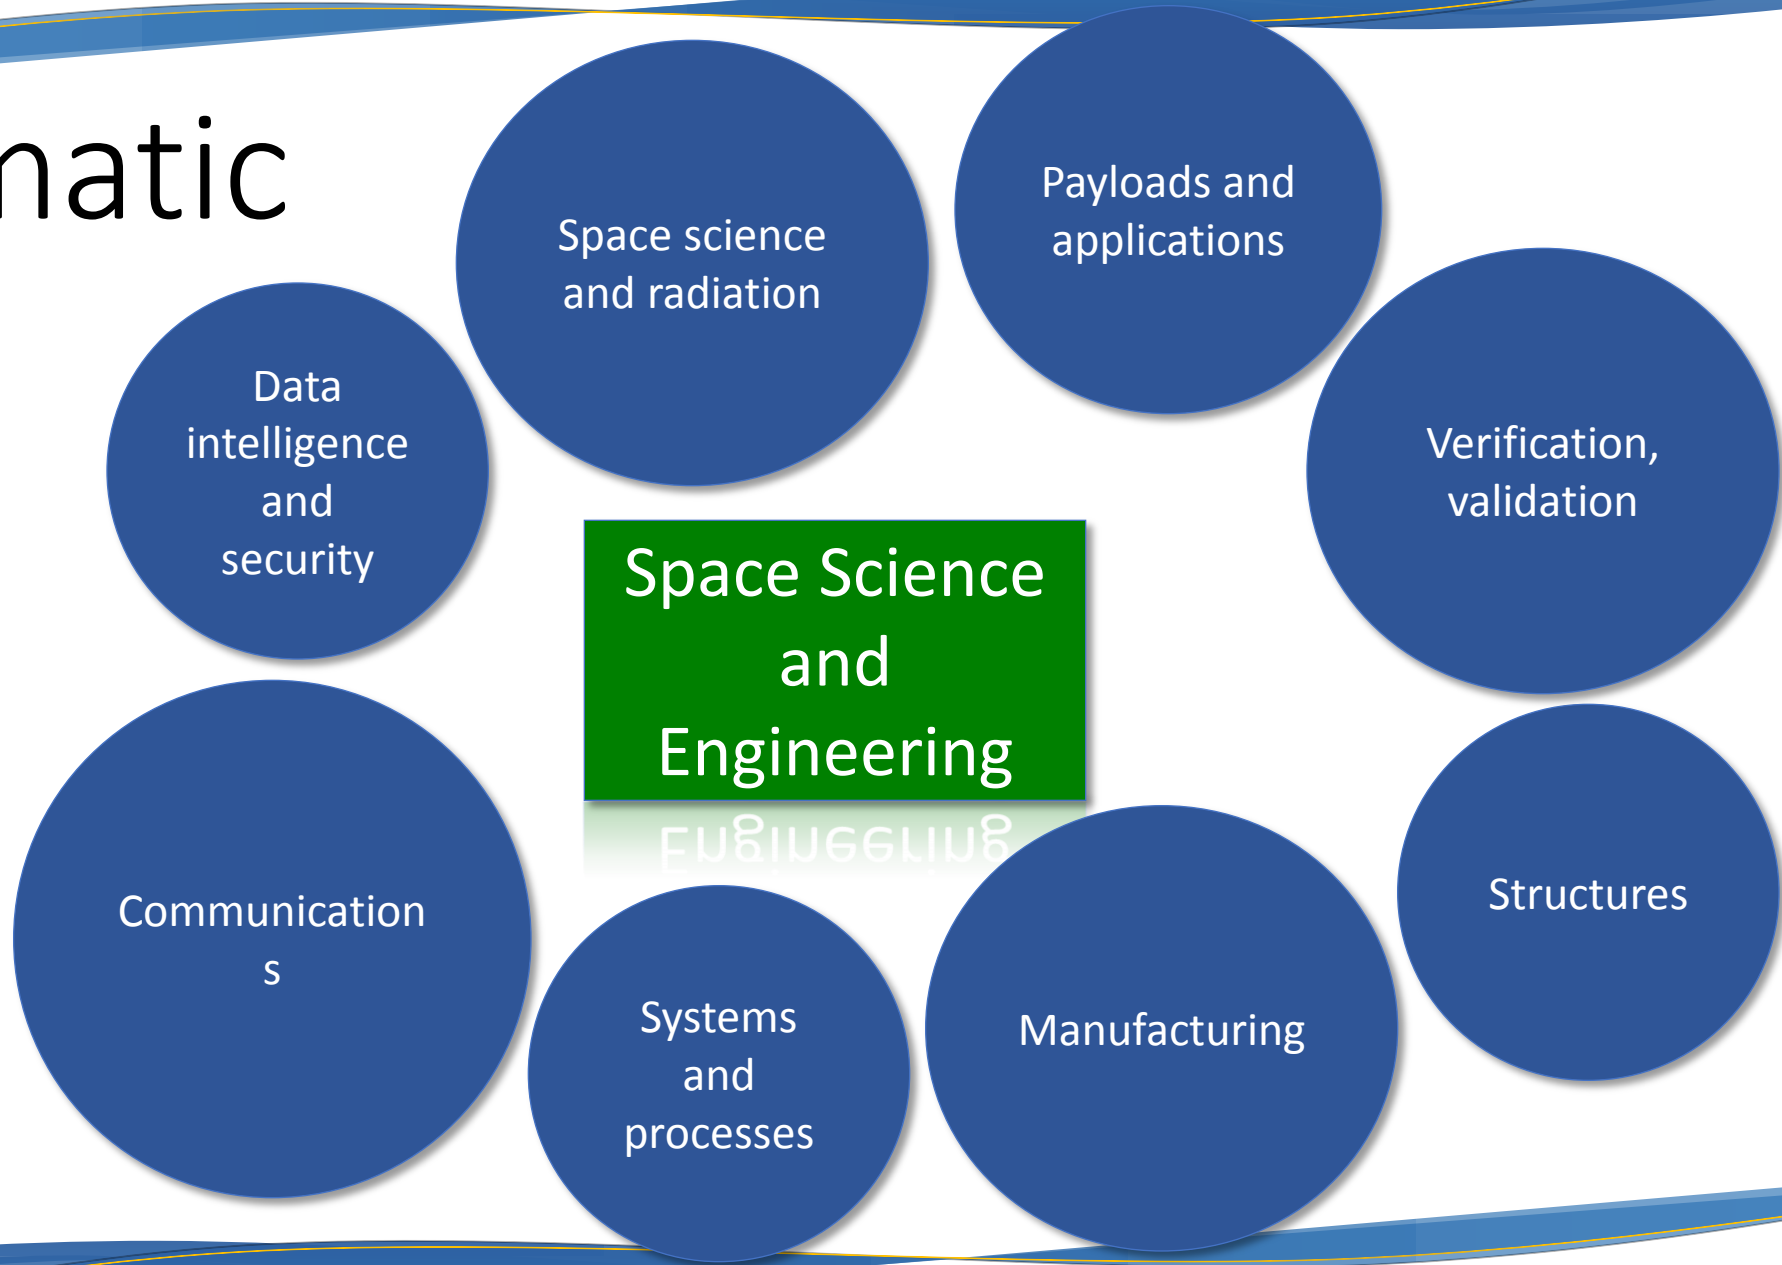 matic
Space science
and radiation
Payloads and
applications
Data
intelligence
and
security
Verification,
validation
Space Science
and
Engineering
Communication
s
Systems
and
processes
Manufacturing
Structures